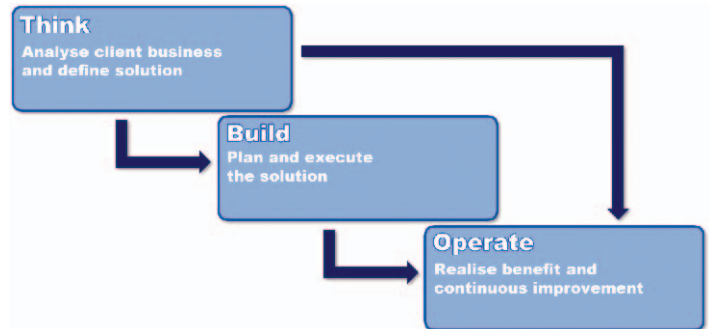 Think
Analyse client business
and define solution
Build
Plan and execute
the solution
Operate
Realise benefit and
continuous improvement